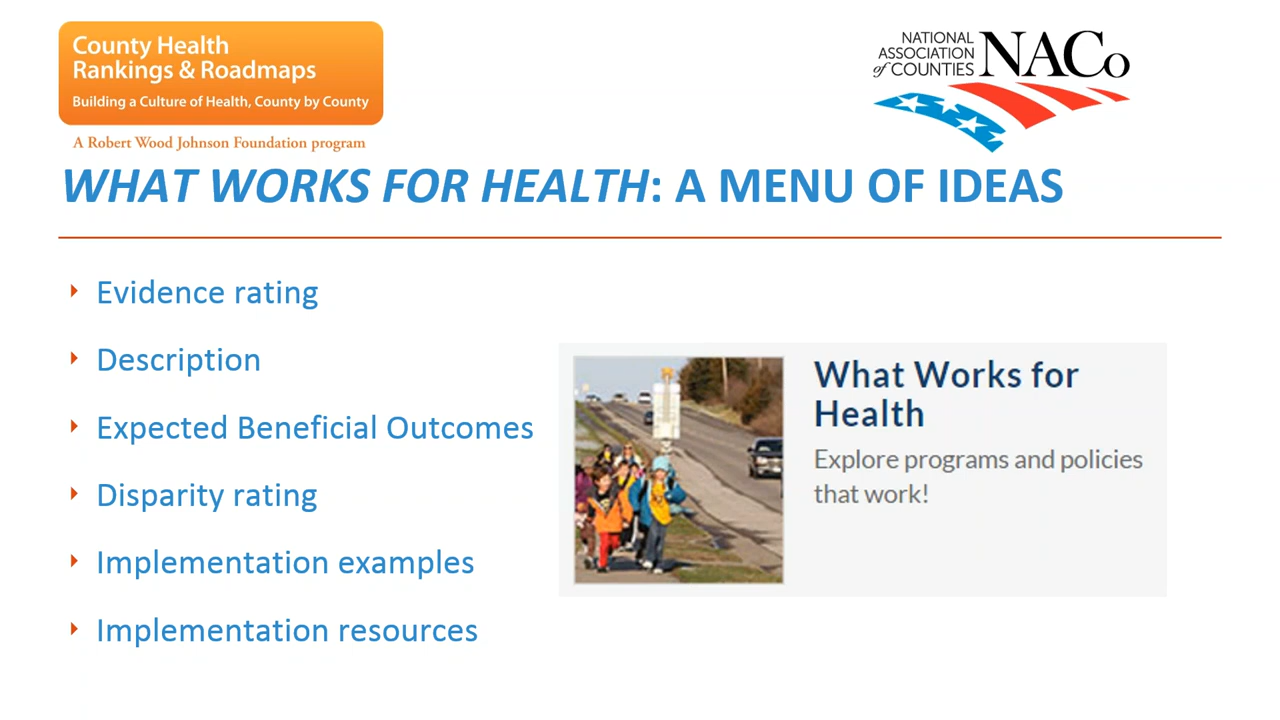 County Health
Rankings & Roadmaps
Building a Culture of Health, County by County
A Robert Wood Johnson Foundation program
NATIONAL
ASSOCIATION
of COUNTIES
NACo
WHAT WORKS FOR HEALTH: A MENU OF IDEAS
Evidence rating
Description
Expected Beneficial Outcomes
Disparity rating
Implementation examples
Implementation resources
What Works for
Health
Explore programs and policies
that work!